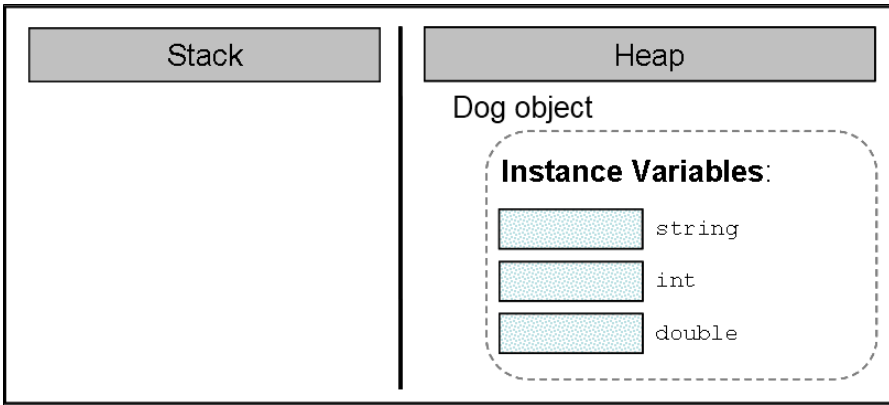 Stack
Heap
Dog object
Instance Variables:
string
int
double